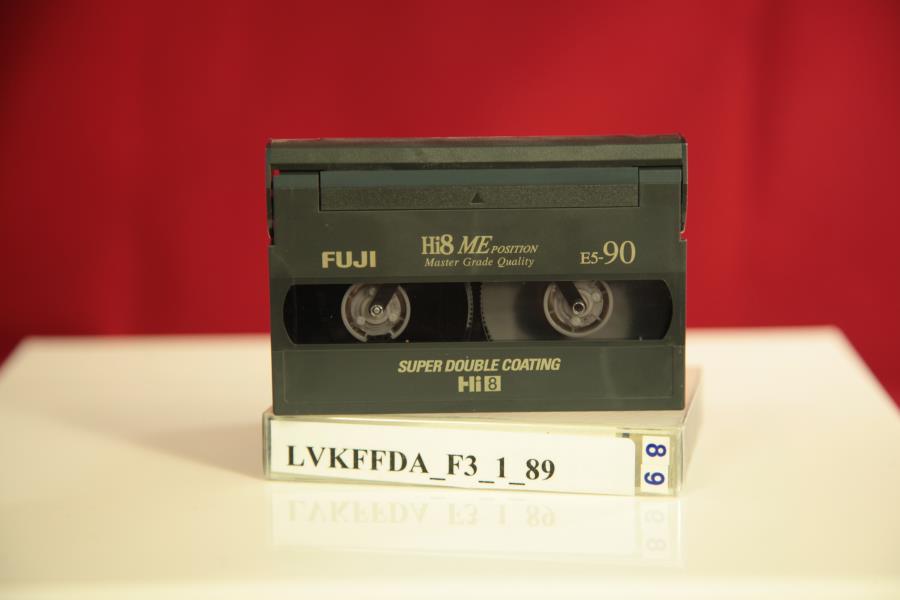 FUJI
Hi8 ME POSITION
Master Grade Quality
E5-90
SUPER DOUBLE COATING
Hi8
LVKFFDA_F3_1_89
89